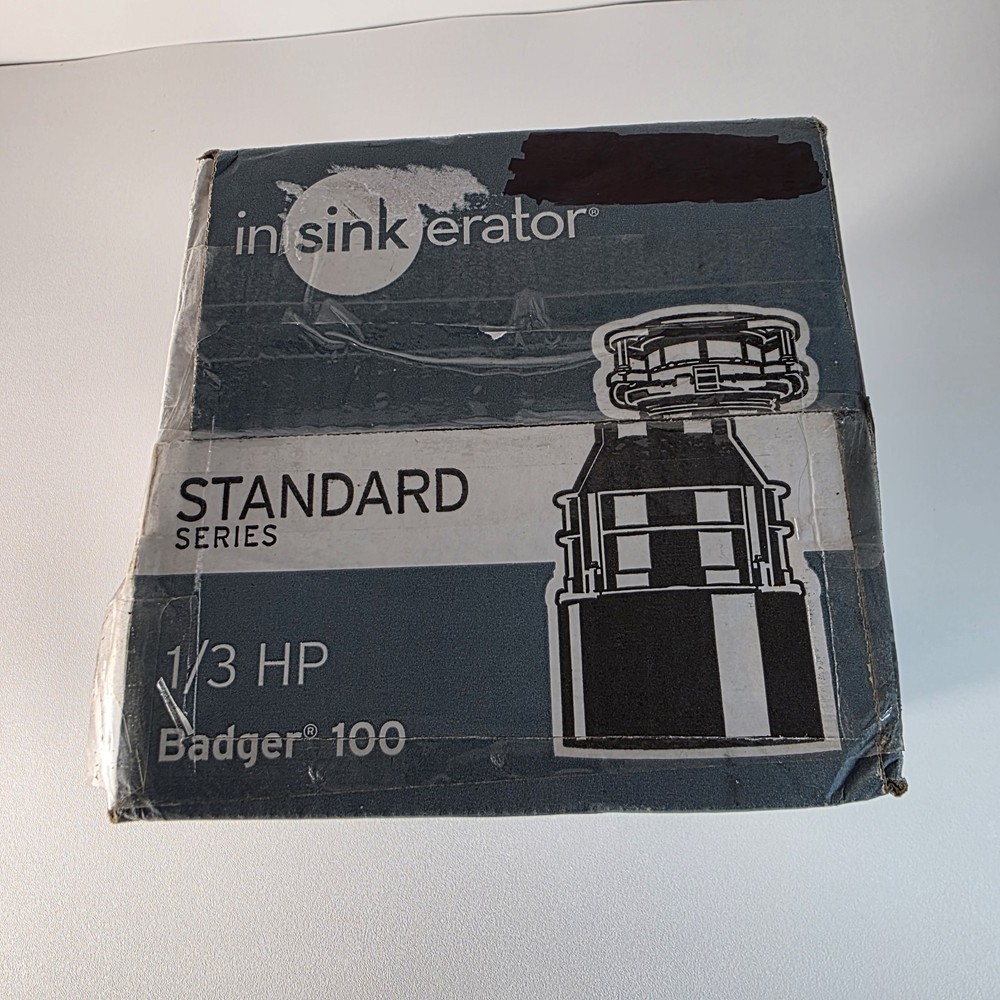 insinkerator®
STANDARD
SERIES
1/3 HP
Badger® 100